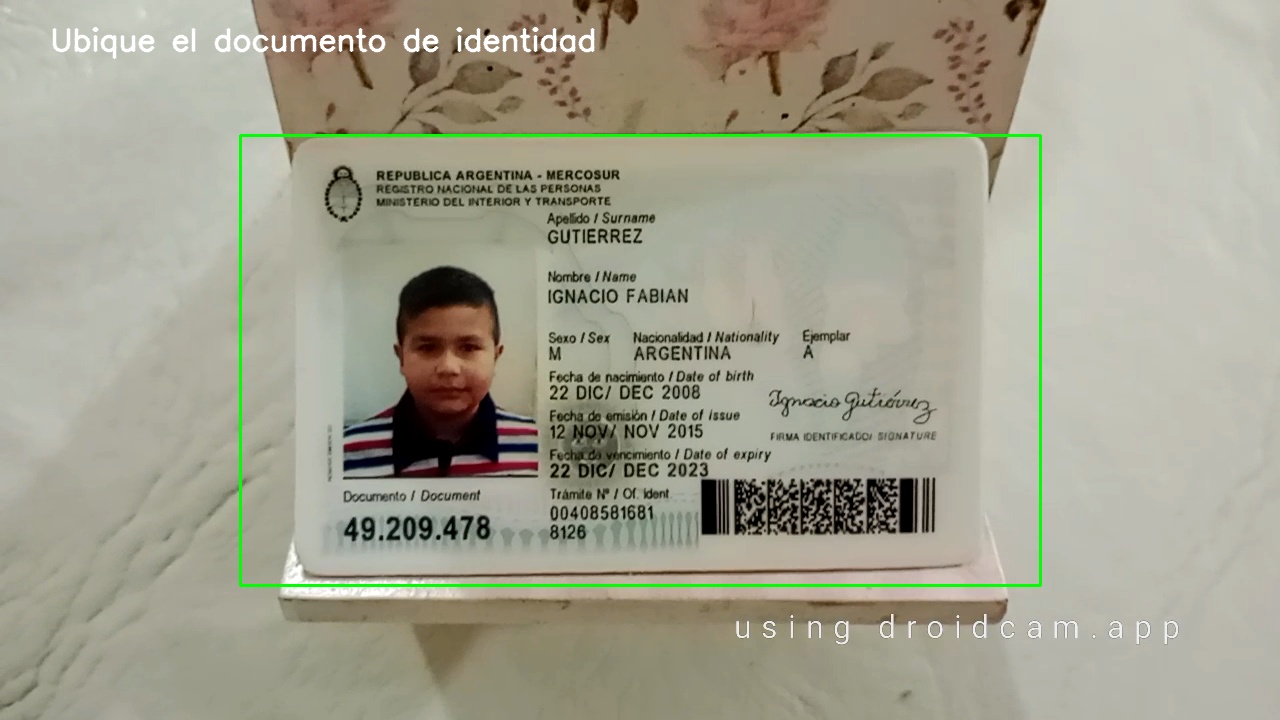 Ubique el documento de identidad
REPUBLICA ARGENTINA - MERCOSUR
REGISTRO NACIONAL DE LAS PERSONAS
MINISTERIO DEL INTERIOR Y TRANSPORTE
Apellido / Surname
GUTIERREZ
Nombre / Name
IGNACIO FABIAN
Sexo / Sex Nacionalidad / Nationality Ejemplar
M ARGENTINA A
Fecha de nacimiento / Date of birth
22 DIC/ DEC 2008
Fecha de emisión / Date of issue
12 NOV/ NOV 2015
Ignacio Gutiérrez
FIRMA IDENTIFICADO/ SIGNATURE
Fecha de vencimiento / Date of expiry
22 DIC/ DEC 2023
Documento / Document
49.209.478
Trámite Nº / Of. ident.
00408581681
8126
using droidcam.app